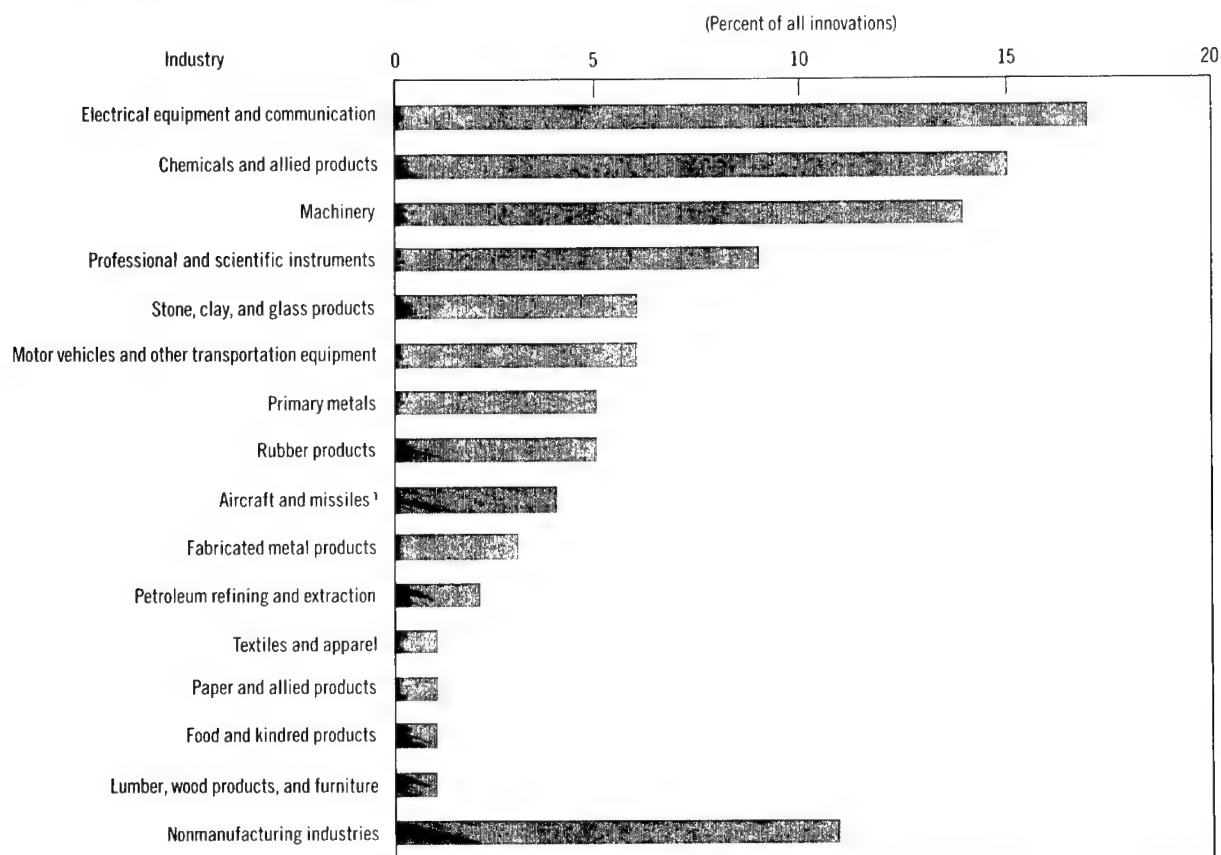 (Percent of all innovations)
Industry 0 5 10 15 20
Electrical equipment and communication
Chemicals and allied products
Machinery
Professional and scientific instruments
Stone, clay, and glass products
Motor vehicles and other transportation equipment
Primary metals
Rubber products
Aircraft and missiles ¹
Fabricated metal products
Petroleum refining and extraction
Textiles and apparel
Paper and allied products
Food and kindred products
Lumber, wood products, and furniture
Nonmanufacturing industries